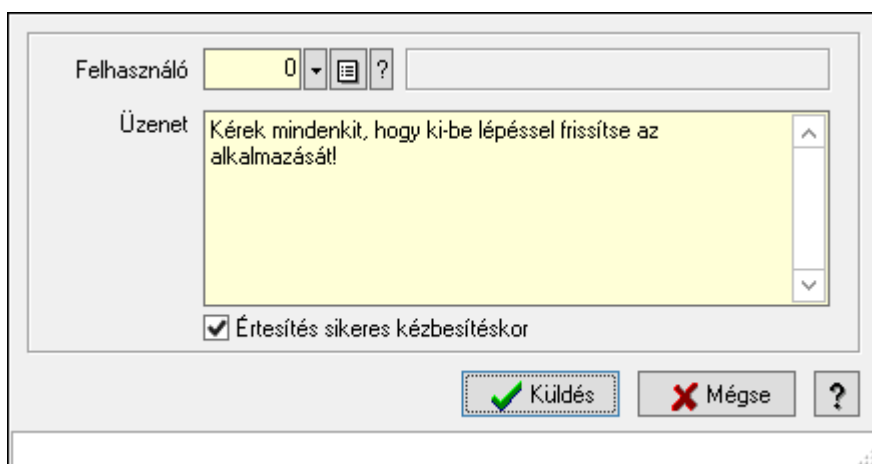 Felhasználó 0 ?
Üzenet Kérek mindenkit, hogy ki-be lépéssel frissítse az
alkalmazását!
Értesítés sikeres kézbesítéskor
Küldés Mégse ?